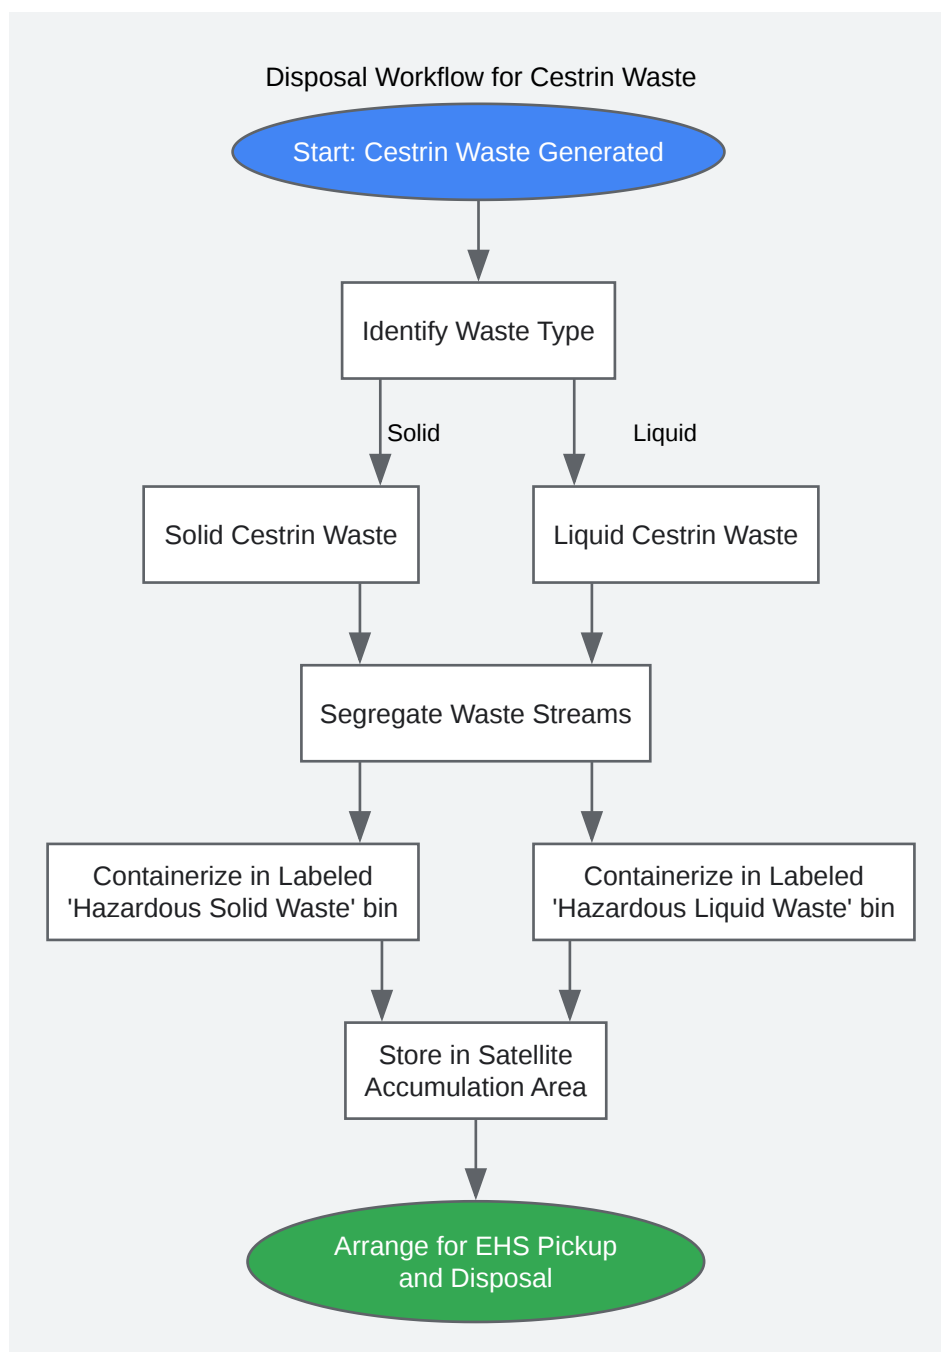 Disposal Workflow for Cestrin Waste
Start: Cestrin Waste Generated
Identify Waste Type
Solid
Liquid
Solid Cestrin Waste
Liquid Cestrin Waste
Segregate Waste Streams
Containerize in Labeled
'Hazardous Solid Waste' bin
Containerize in Labeled
'Hazardous Liquid Waste' bin
Store in Satellite
Accumulation Area
Arrange for EHS Pickup
and Disposal